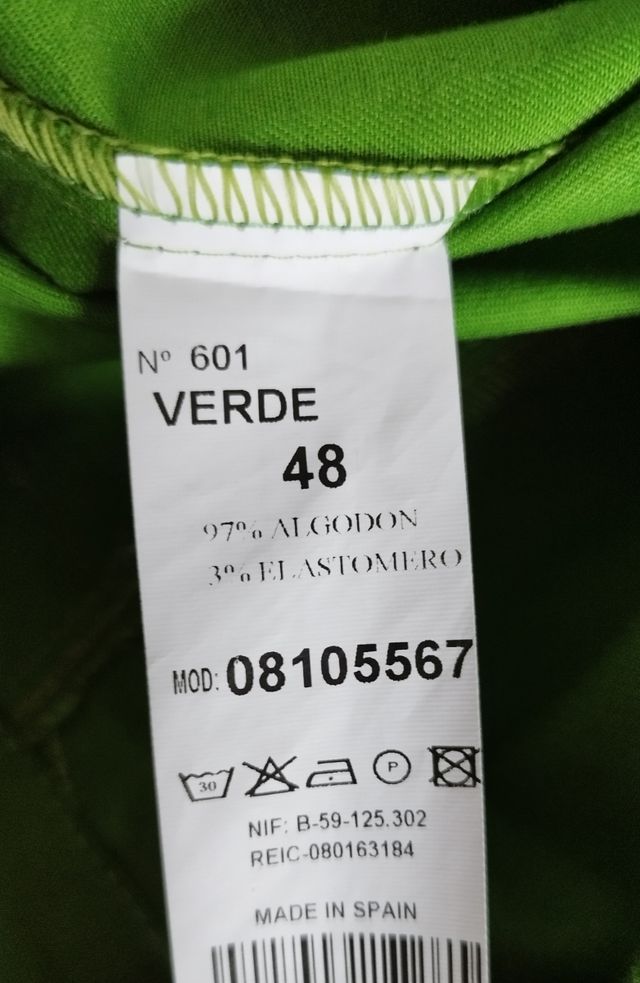 Nº 601
VERDE
48
97% ALGODON
3% ELASTOMERO
MOD: 08105567
30 P
NIF: B-59-125.302
REIC-080163184
MADE IN SPAIN